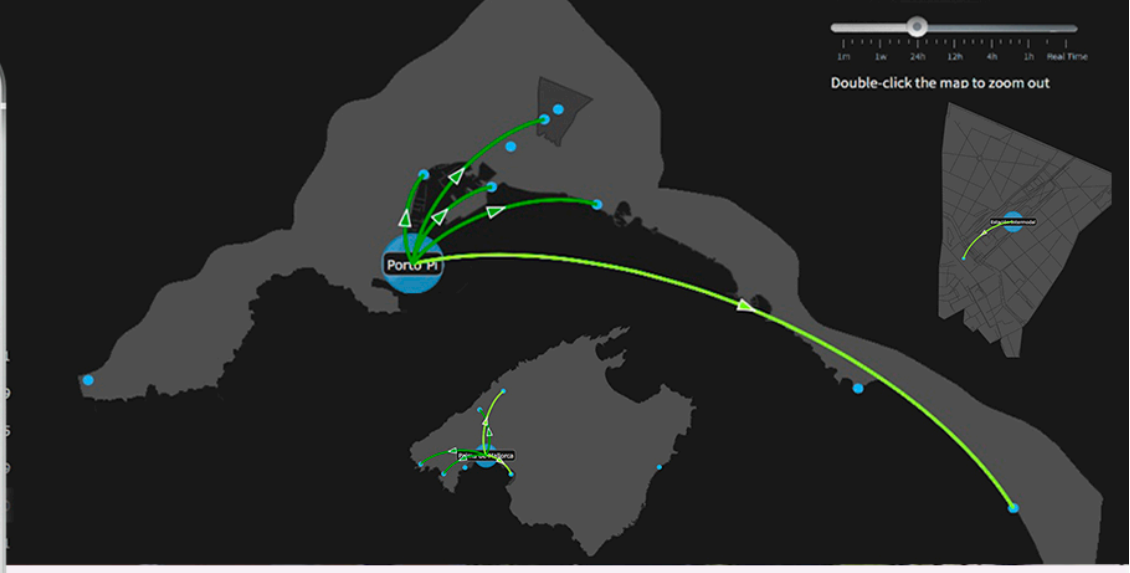 1m 1w 24h 12h 4h 1h Real Time
Double-click the map to zoom out
Porto Pi